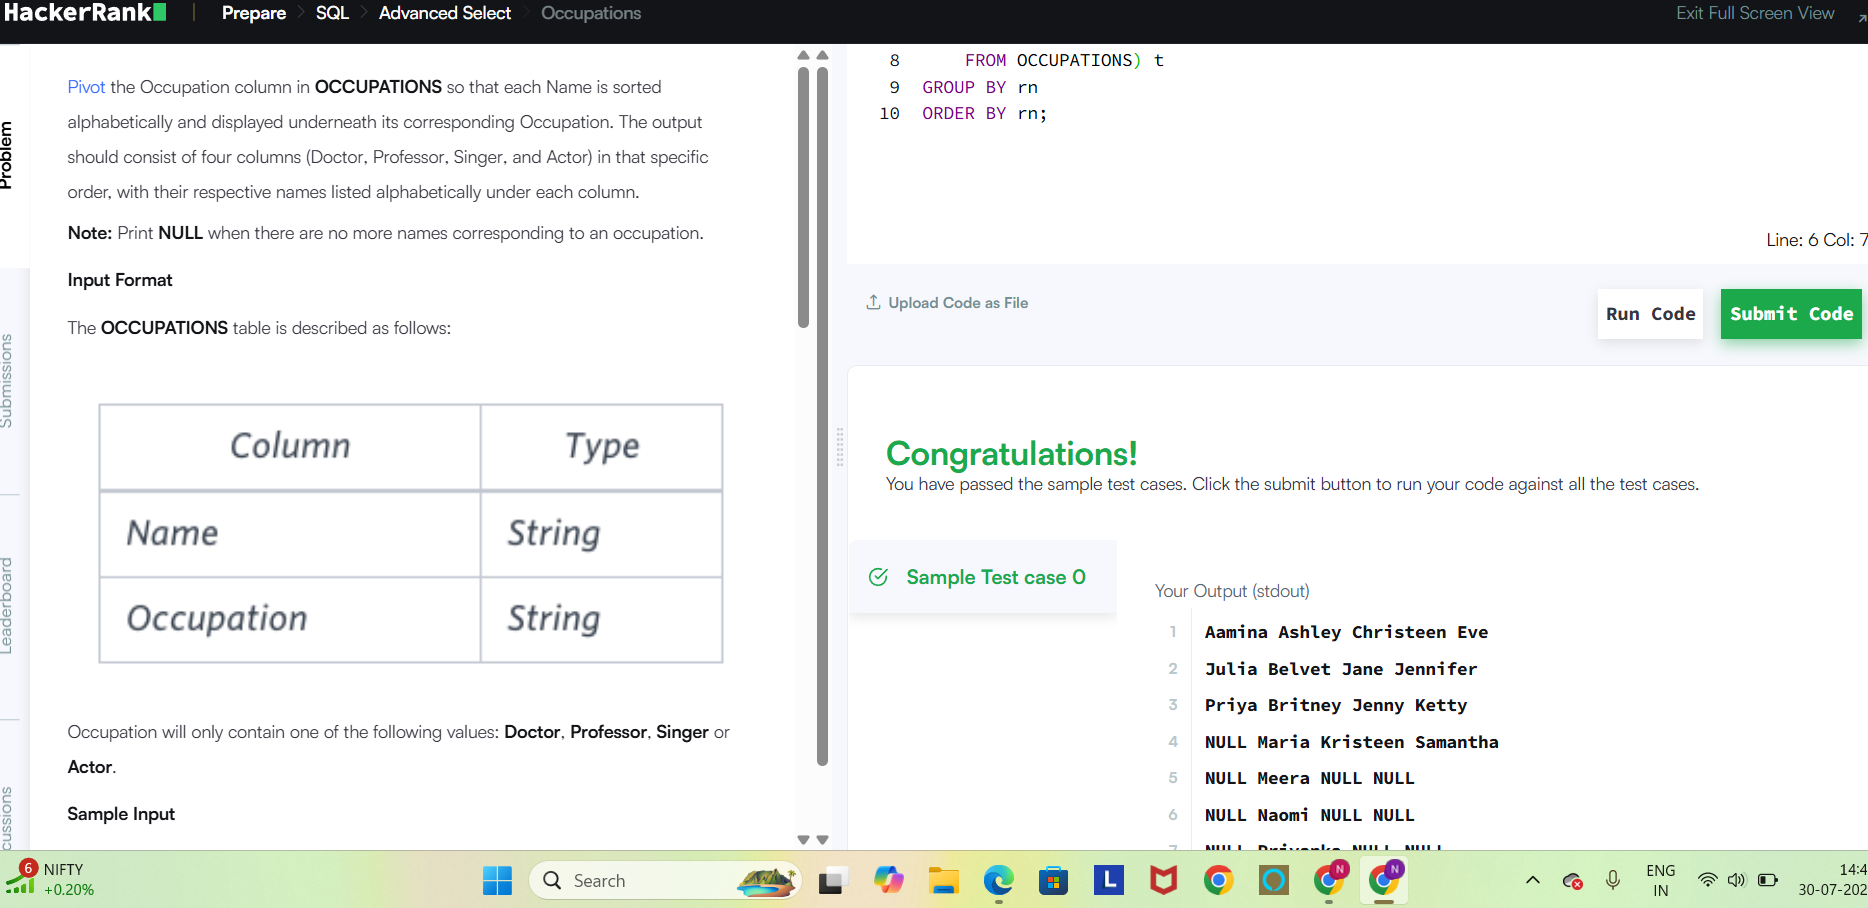 HackerRank
Prepare
SQL
Advanced Select
Occupations
Exit Full Screen View
Problem
Submissions
Leaderboard
Pivot the Occupation column in OCCUPATIONS so that each Name is sorted
alphabetically and displayed underneath its corresponding Occupation. The output
should consist of four columns (Doctor, Professor, Singer, and Actor) in that specific
order, with their respective names listed alphabetically under each column.
Note: Print NULL when there are no more names corresponding to an occupation.
Input Format
The OCCUPATIONS table is described as follows:
Column Type
Name String
Occupation String
Occupation will only contain one of the following values: Doctor, Professor, Singer or
Actor.
Sample Input
8 FROM OCCUPATIONS) t
9 GROUP BY rn
10 ORDER BY rn;
Line: 6 Col: 7
Upload Code as File
Run Code
Submit Code
Congratulations!
You have passed the sample test cases. Click the submit button to run your code against all the test cases.
Sample Test case 0
Your Output (stdout)
1 Aamina Ashley Christeen Eve
2 Julia Belvet Jane Jennifer
3 Priya Britney Jenny Ketty
4 NULL Maria Kristeen Samantha
5 NULL Meera NULL NULL
6 NULL Naomi NULL NULL
6
NIFTY
+0.20%
Search
L
N
N
ENG
IN
14:4
30-07-202